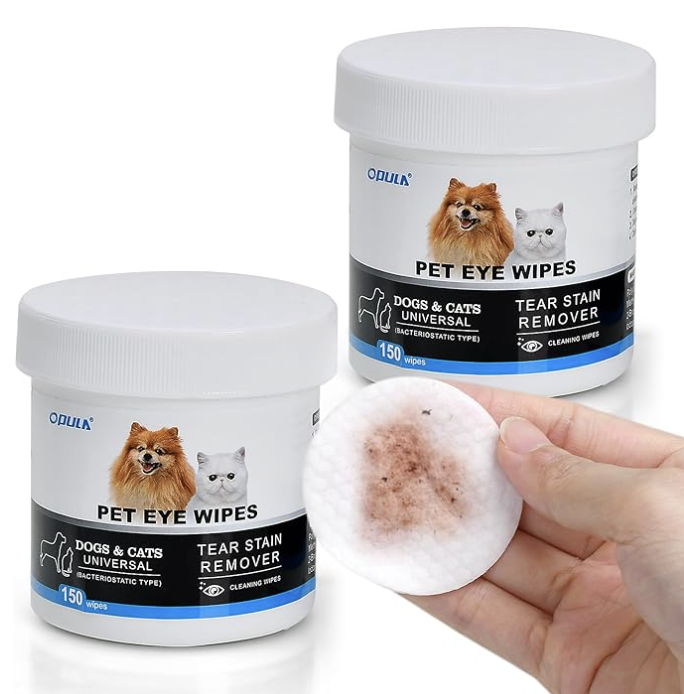 OPULA®
PET EYE WIPES
DOGS & CATS
UNIVERSAL
(BACTERIOSTATIC TYPE)
TEAR STAIN
REMOVER
CLEANING WIPES
150 wipes
OPULA®
PET EYE WIPES
DOGS & CATS
UNIVERSAL
(BACTERIOSTATIC TYPE)
TEAR STAIN
REMOVER
CLEANING WIPES
150 wipes